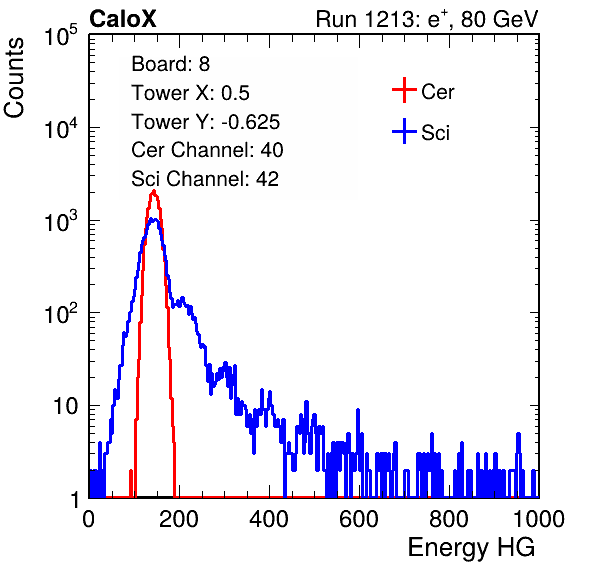 CaloX Run 1213: e⁺, 80 GeV
Counts
10⁵
10⁴
10³
10²
10
1
Board: 8
Tower X: 0.5
Tower Y: -0.625
Cer Channel: 40
Sci Channel: 42
Cer
Sci
0 200 400 600 800 1000
Energy HG